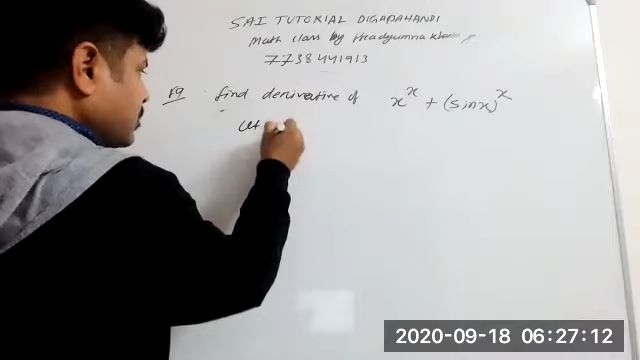 SAI TUTORIAL DIGAPAHANDI
Math class by Pradyumna
7738441913
Eg find derivative of x^x + (sinx)^x
Let
2020-09-18 06:27:12